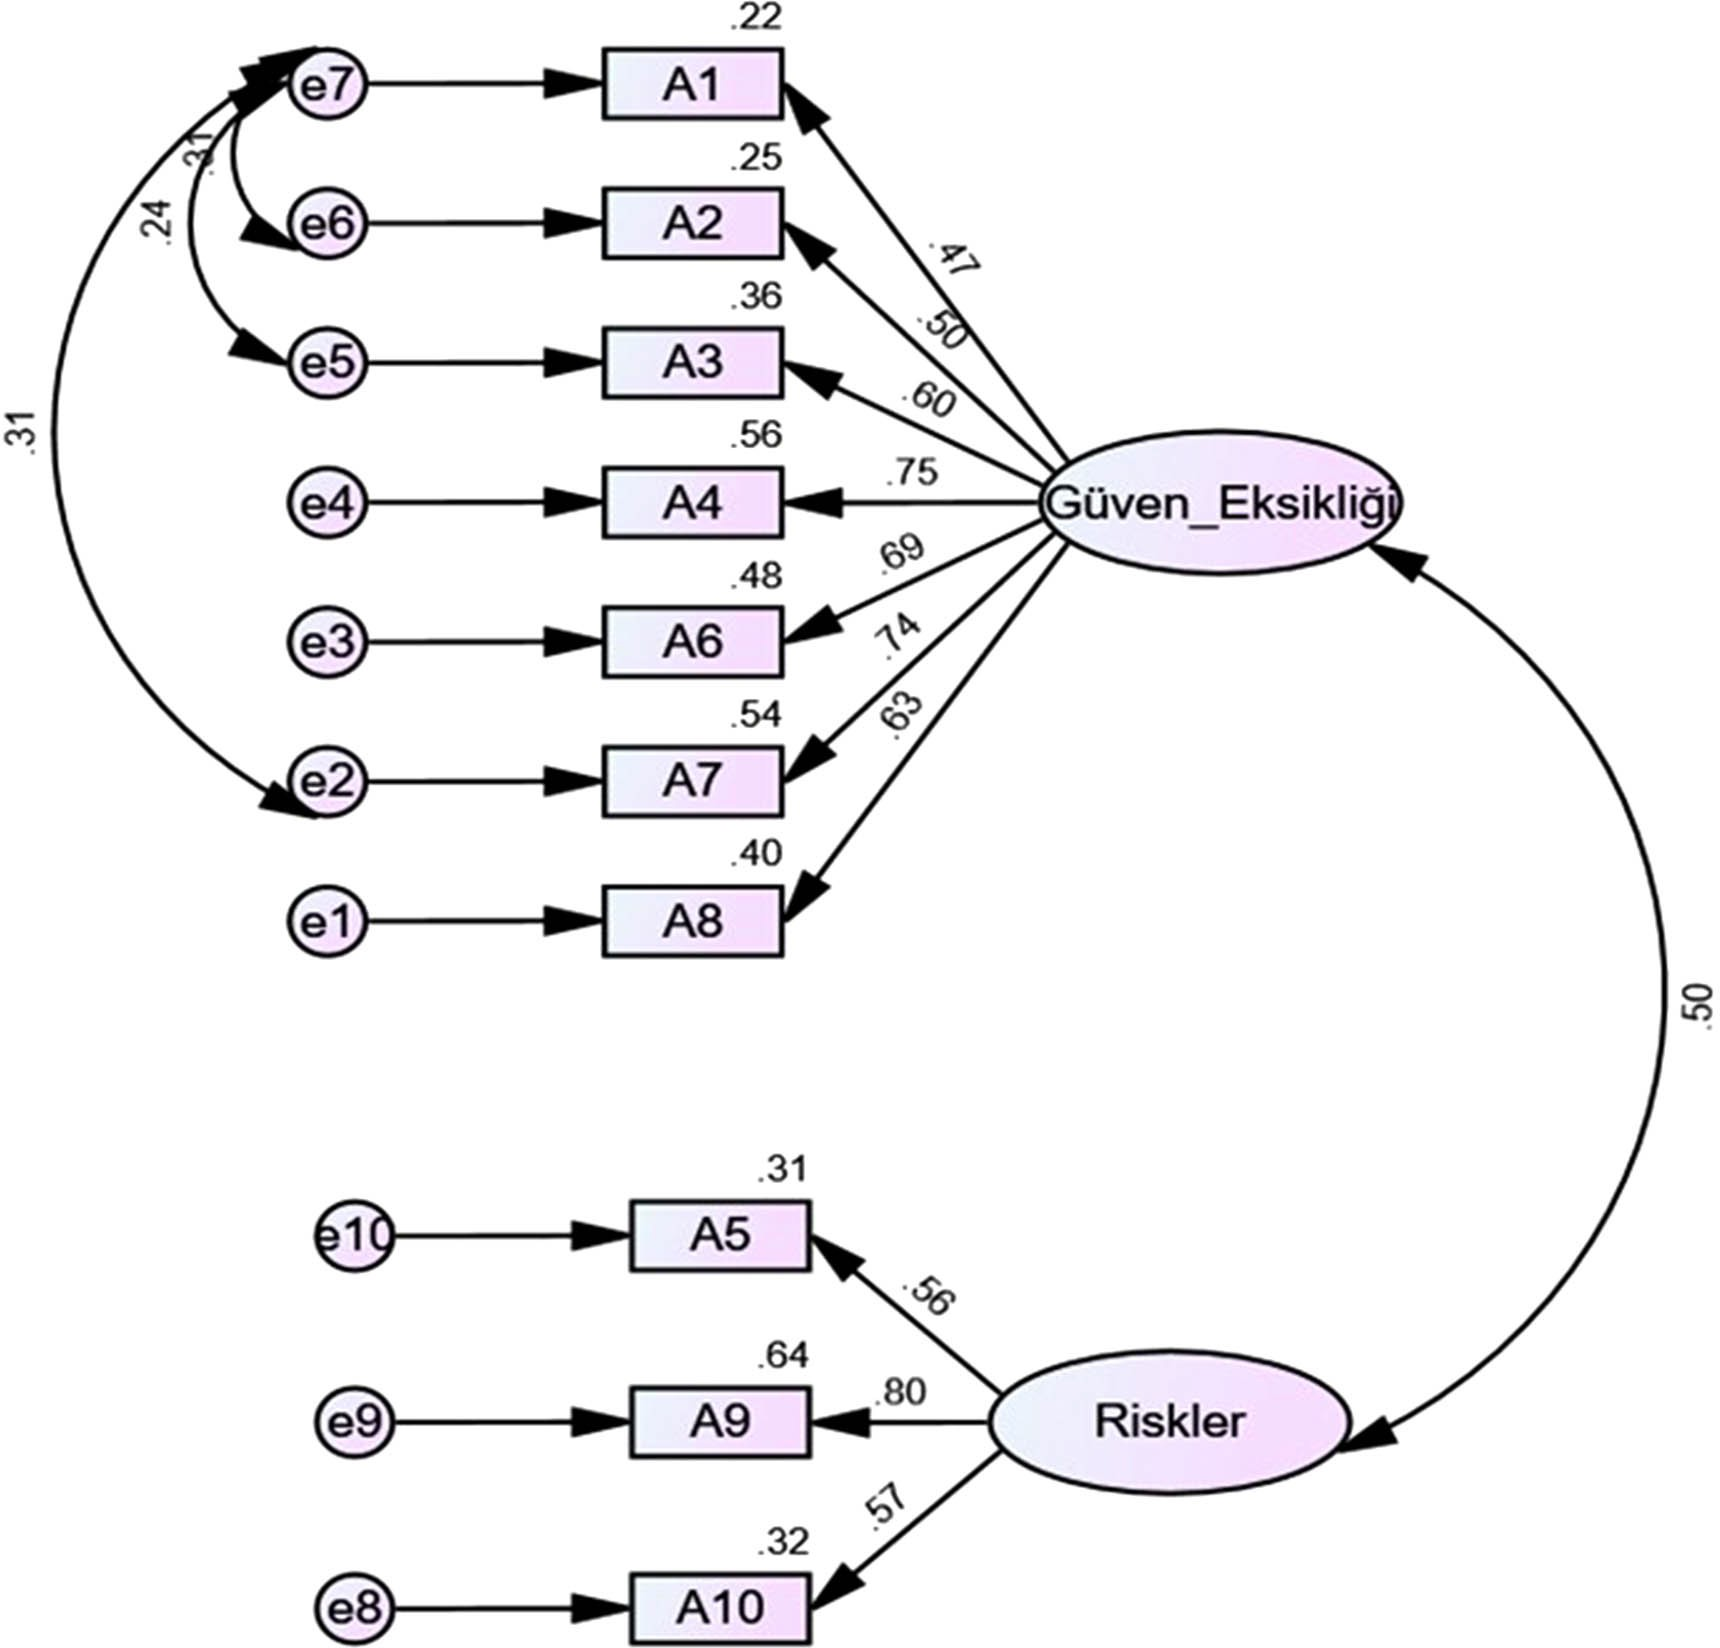 .22
e7
A1
.31
.47
.25
e6
A2
.24
.50
.36
e5
A3
.60
.31
.56
e4
A4
.75
Güven_Eksikliği
.69
.48
e3
A6
.74
.54
e2
A7
.63
.40
e1
A8
.50
.31
e10
A5
.56
.64
e9
A9
.80
Riskler
.57
.32
e8
A10